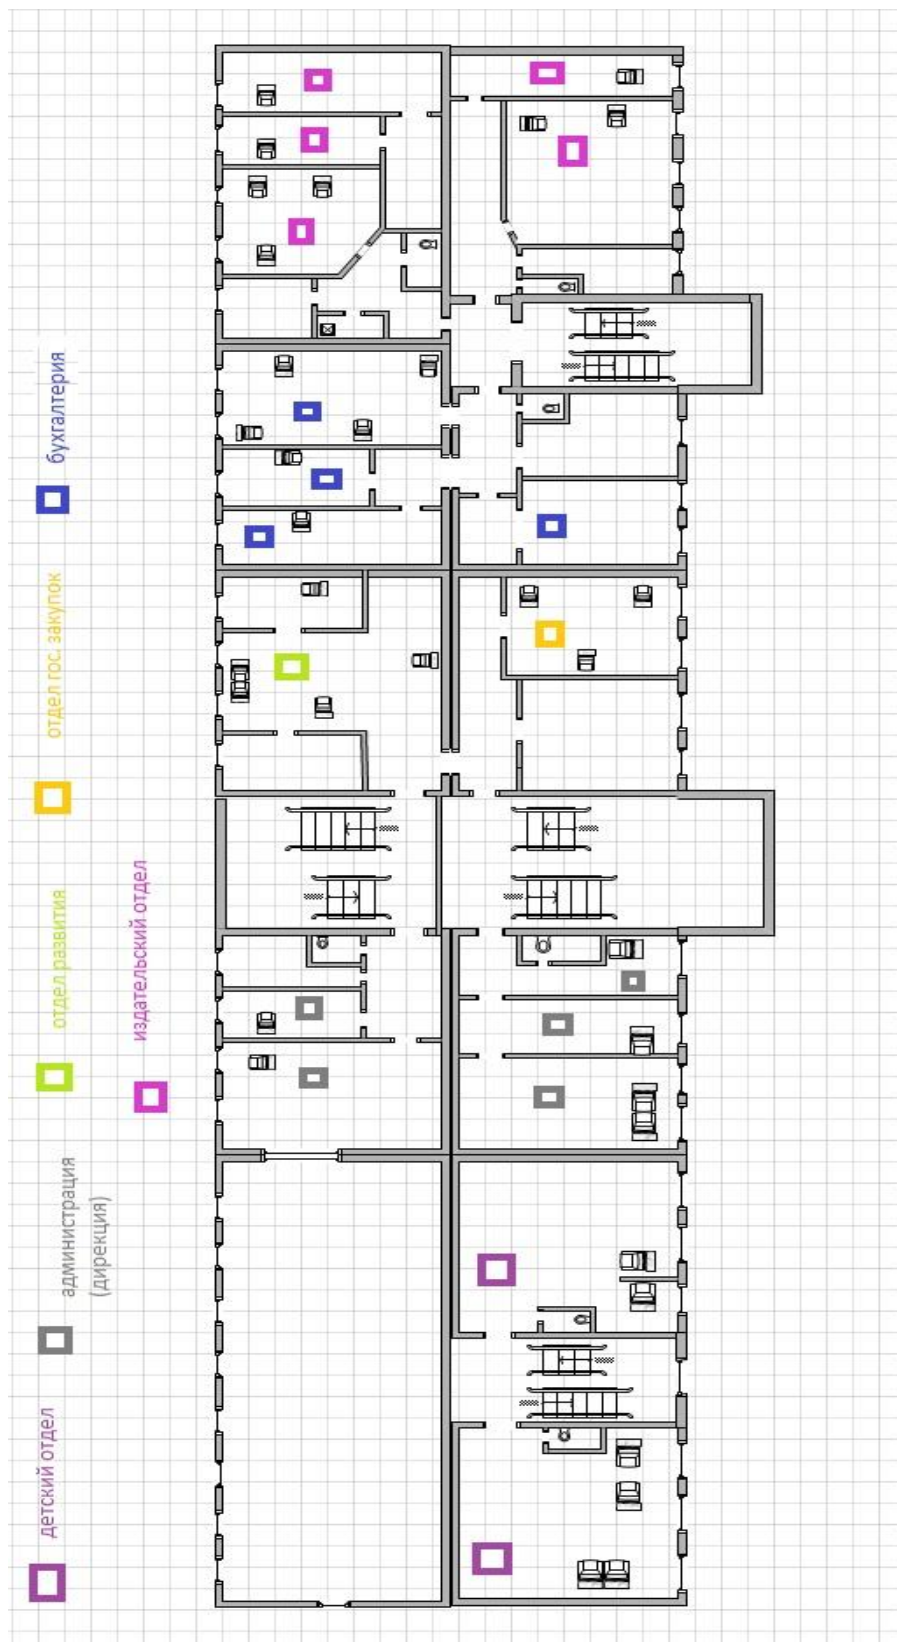 детский отдел
администрация
(дирекция)
отдел развития
отдел гос. закупок
бухгалтерия
издательский отдел